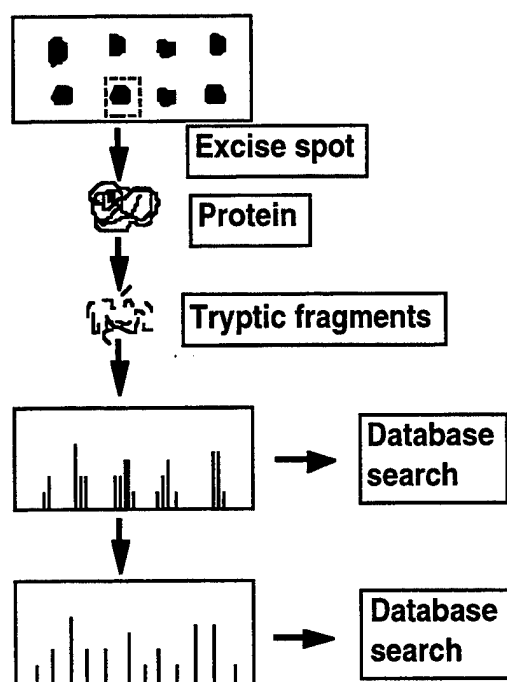 Excise spot
Protein
Tryptic fragments
Database
search
Database
search